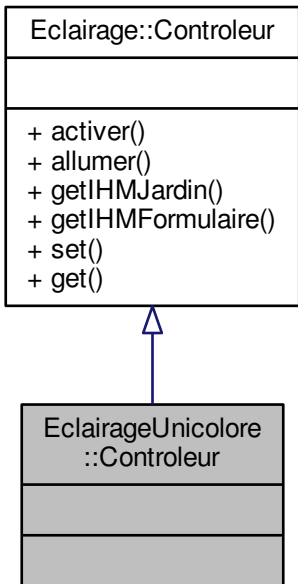 Eclairage::Controleur
+ activer()
+ allumer()
+ getIHMJardin()
+ getIHMFormulaire()
+ set()
+ get()
EclairageUnicolore
::Controleur